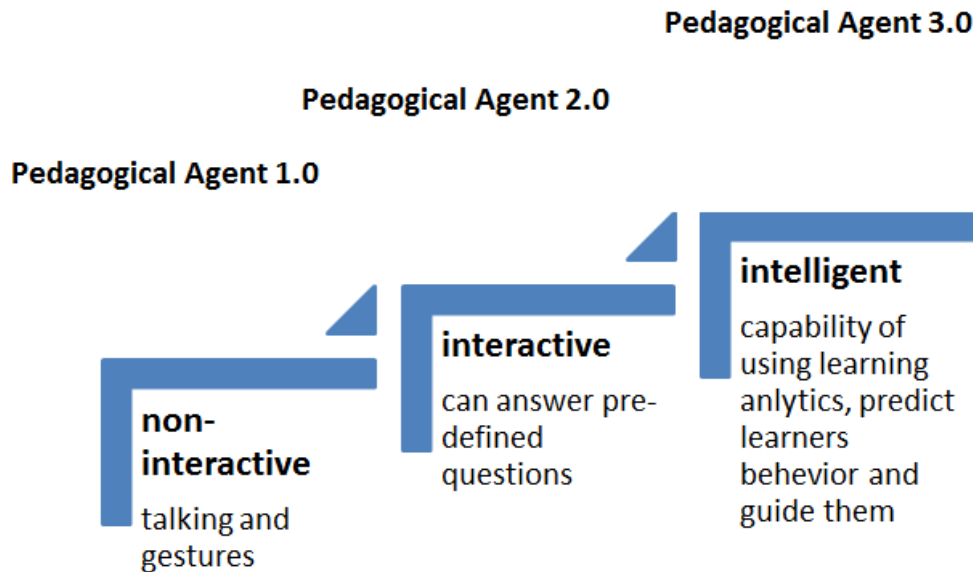 Pedagogical Agent 3.0
Pedagogical Agent 2.0
Pedagogical Agent 1.0
non-
interactive
talking and
gestures
interactive
can answer pre-
defined
questions
intelligent
capability of
using learning
anlytics, predict
learners
behevior and
guide them